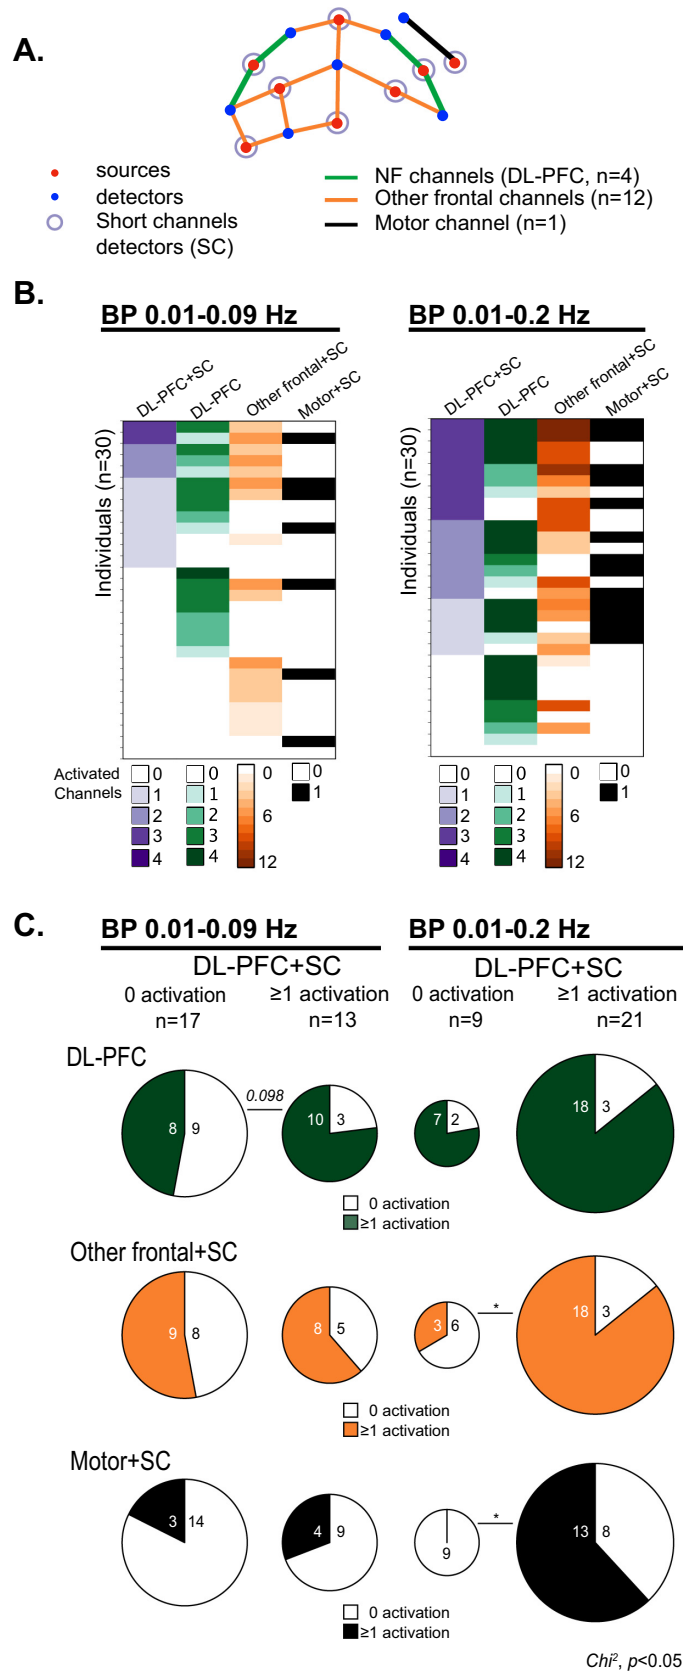 A.
sources
detectors
Short channels
detectors (SC)
NF channels (DL-PFC, n=4)
Other frontal channels (n=12)
Motor channel (n=1)
B.
BP 0.01-0.09 Hz
BP 0.01-0.2 Hz
DL-PFC+SC
DL-PFC
Other frontal+SC
Motor+SC
DL-PFC+SC
DL-PFC
Other frontal+SC
Motor+SC
Individuals (n=30)
Individuals (n=30)
Activated
Channels
0
1
2
3
4
0
1
2
3
4
0
6
12
0
1
0
1
2
3
4
0
1
2
3
4
0
6
12
0
1
C.
BP 0.01-0.09 Hz
BP 0.01-0.2 Hz
DL-PFC+SC
DL-PFC+SC
0 activation
n=17
≥1 activation
n=13
0 activation
n=9
≥1 activation
n=21
DL-PFC
8 9
0.098
10 3
7 2
18 3
0 activation
≥1 activation
Other frontal+SC
9 8
8 5
3 6
*
18 3
0 activation
≥1 activation
Motor+SC
3 14
4 9
9
*
13 8
0 activation
≥1 activation
Chi², p<0.05